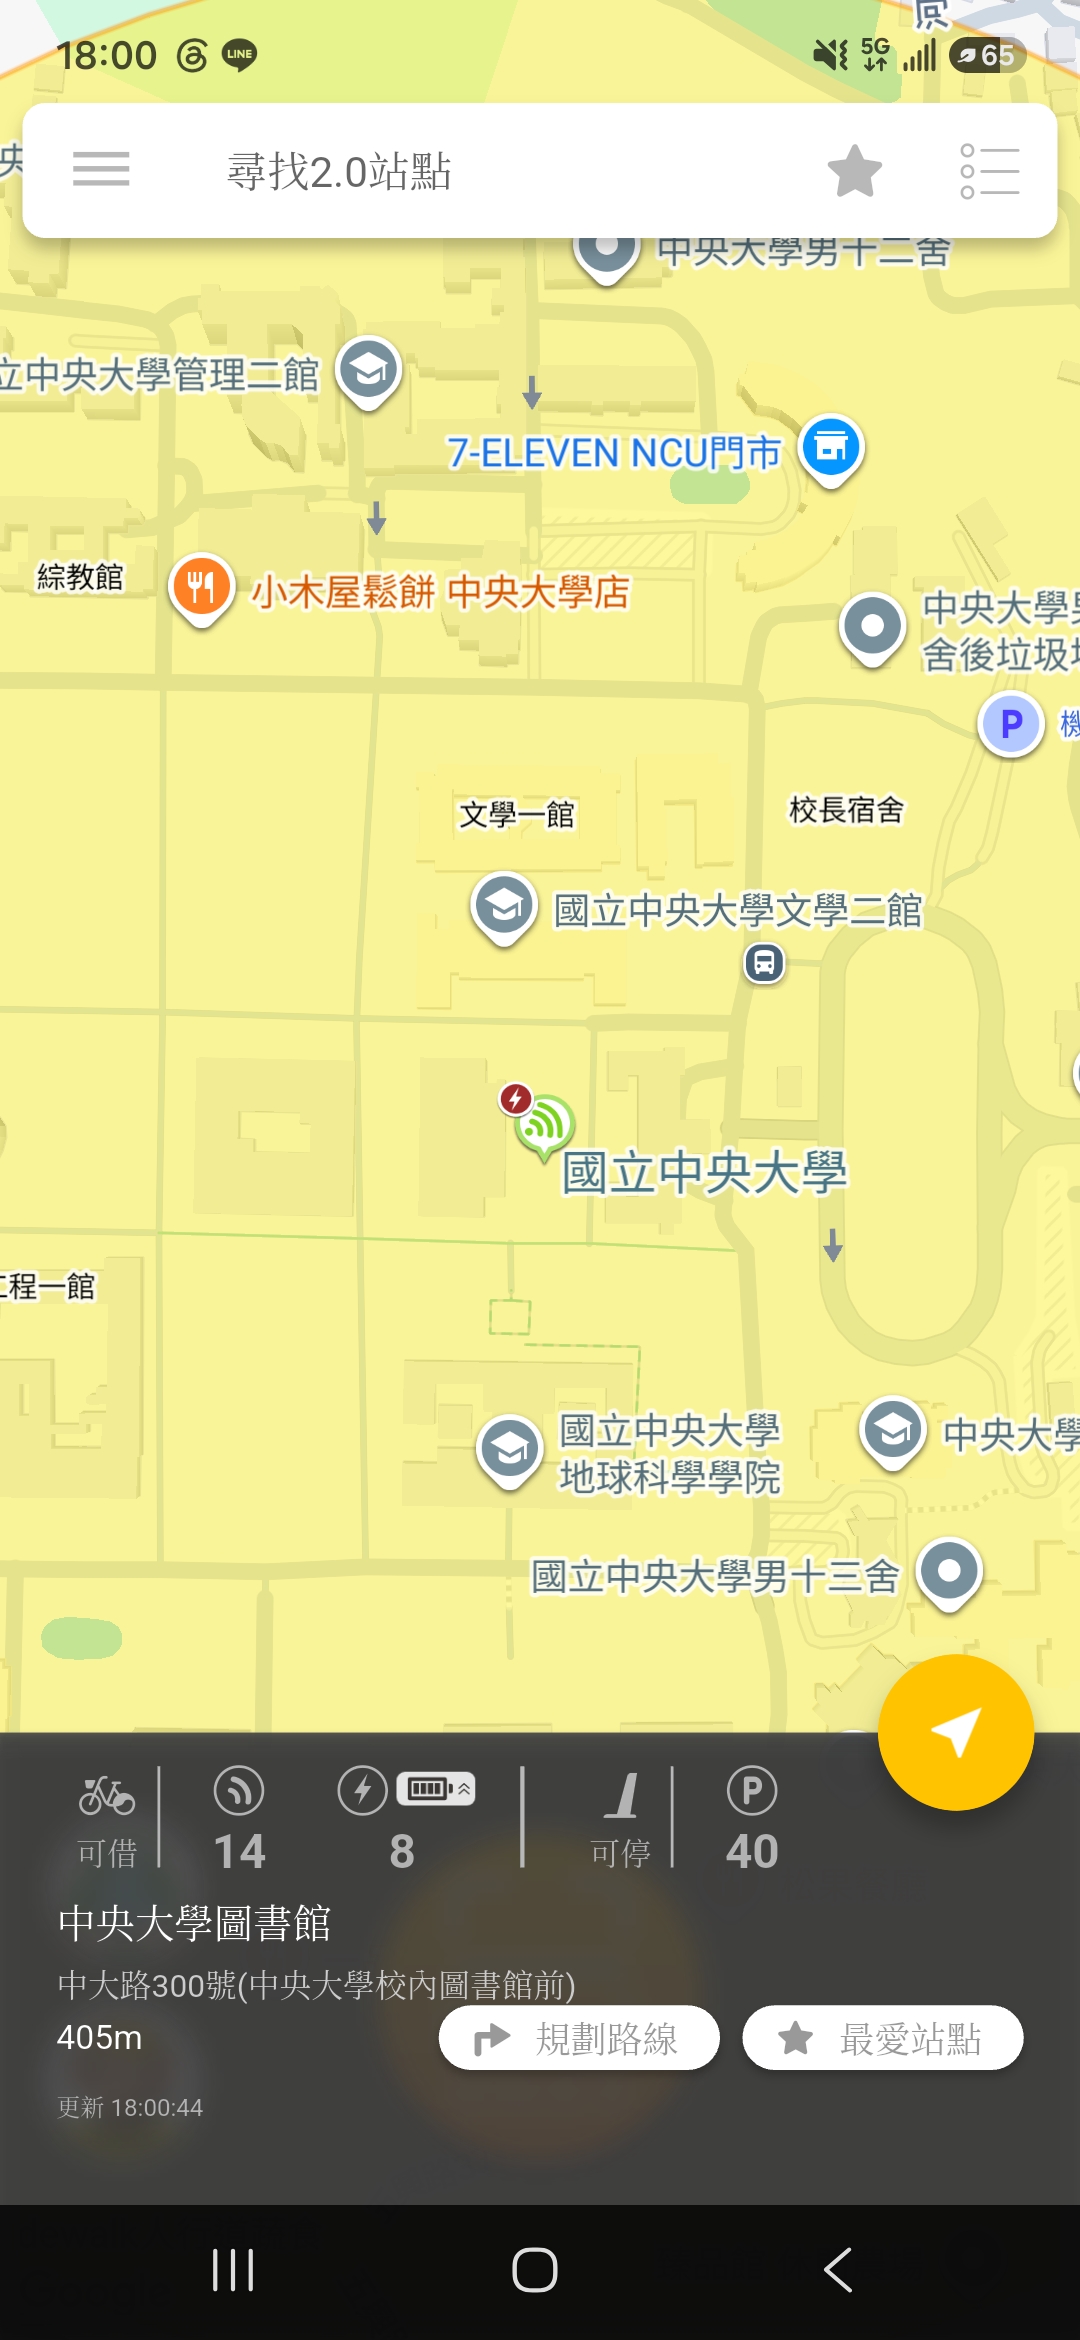 18:00
LINE
5G
65
尋找2.0站點
中央大學男十二舍
立中央大學管理二館
7-ELEVEN NCU門市
綜教館
小木屋鬆餅 中央大學店
中央大學男
舍後垃圾場
P
機
文學一館
校長宿舍
國立中央大學文學二館
國立中央大學
工程一館
國立中央大學
地球科學學院
中央大學
國立中央大學男十三舍
可借
14
8
可停
P
40
中央大學圖書館
中大路300號(中央大學校內圖書館前)
405m
規劃路線
最愛站點
更新 18:00:44